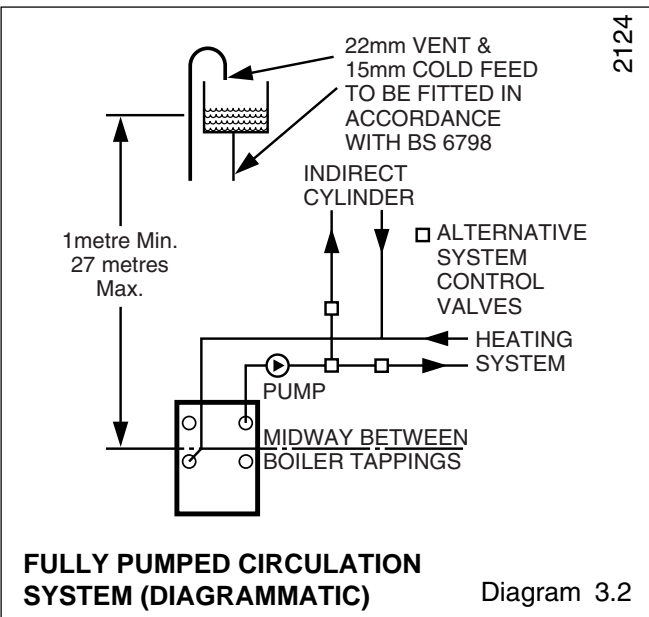 2124
22mm VENT &
15mm COLD FEED
TO BE FITTED IN
ACCORDANCE
WITH BS 6798
INDIRECT
CYLINDER
1metre Min.
27 metres
Max.
ALTERNATIVE
SYSTEM
CONTROL
VALVES
HEATING
SYSTEM
PUMP
MIDWAY BETWEEN
BOILER TAPPINGS
FULLY PUMPED CIRCULATION
SYSTEM (DIAGRAMMATIC)
Diagram 3.2